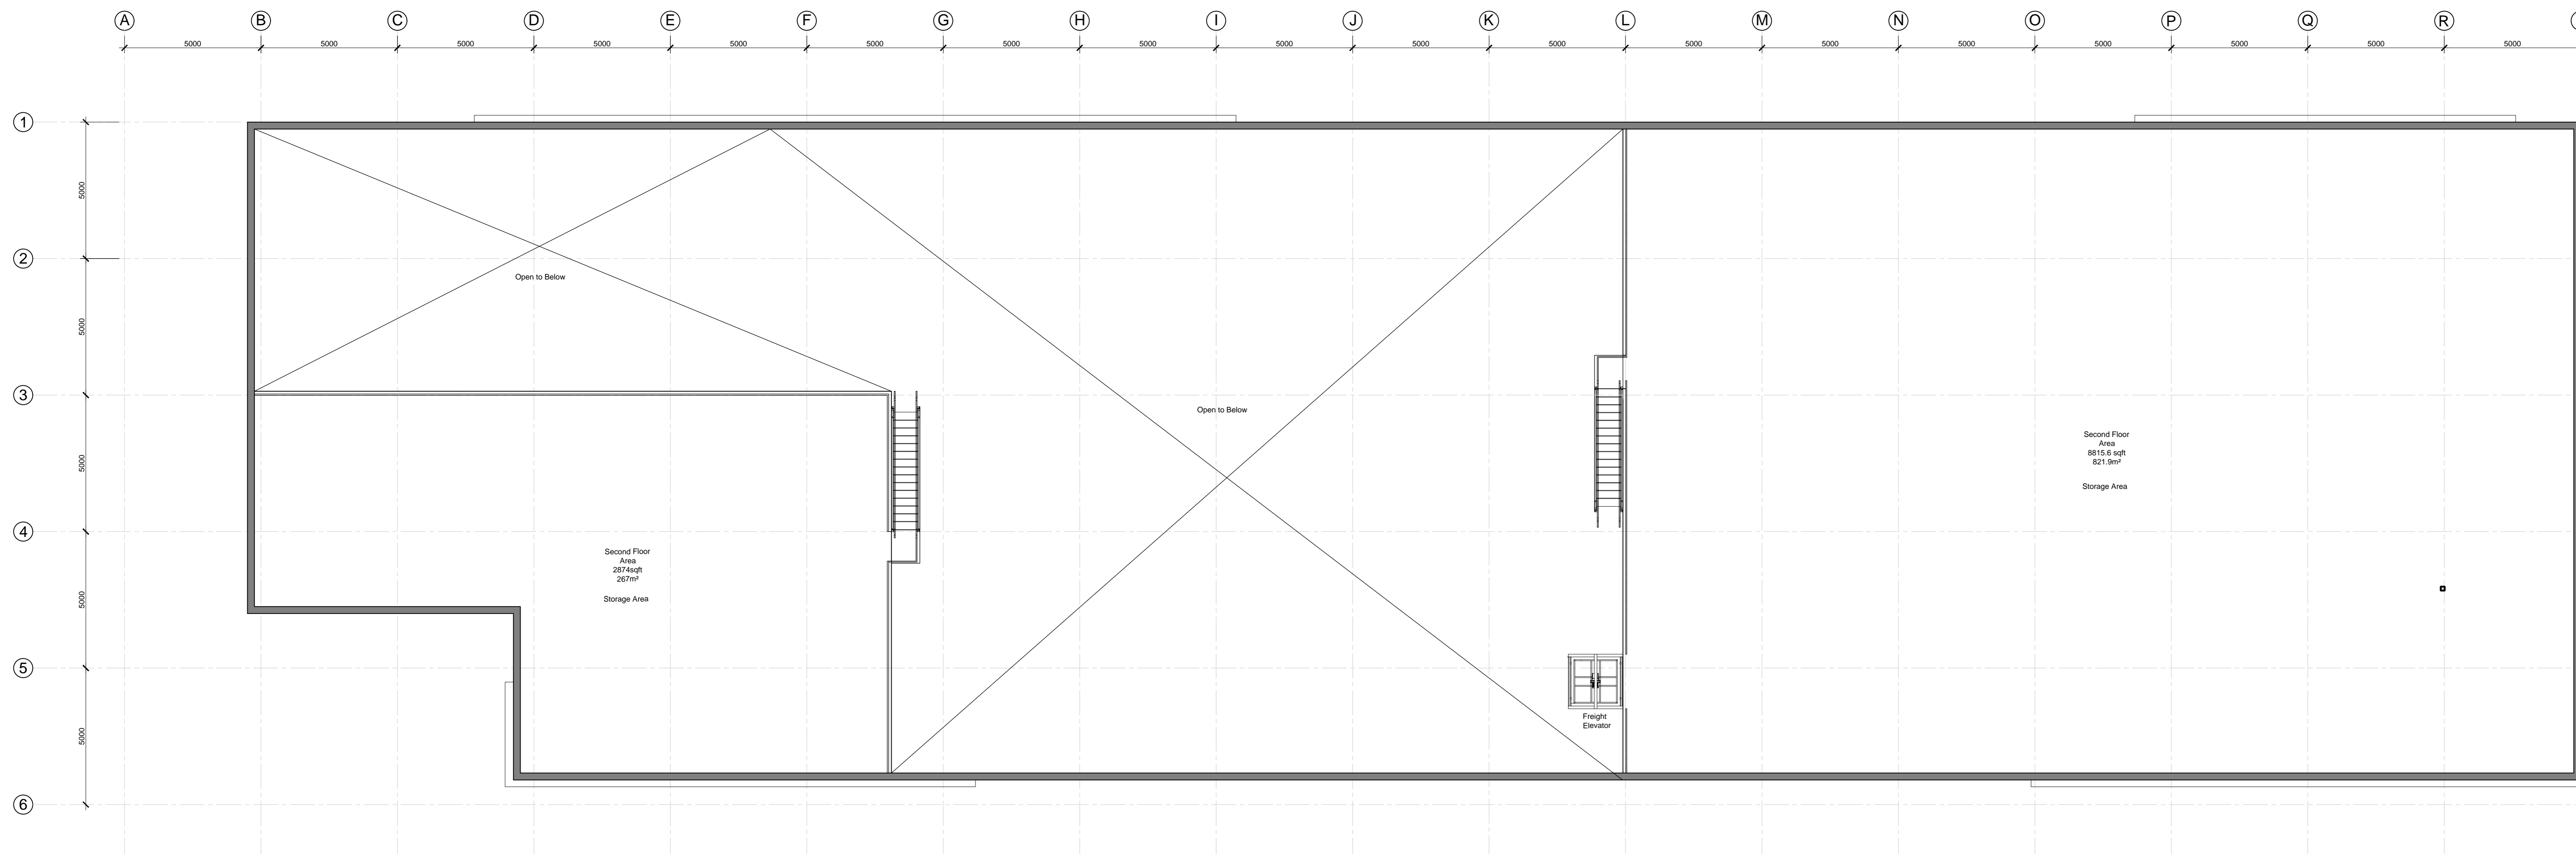 A B C D E F G H I J K L M N O P Q R
5000 5000 5000 5000 5000 5000 5000 5000 5000 5000 5000 5000 5000 5000 5000 5000 5000 5000
1
5000
2
Open to Below
5000
3
Open to Below
5000
Second Floor
Area
8815.6 sqft
821.9m²
Storage Area
4
Second Floor
Area
2874sqft
267m²
Storage Area
5000
5
Freight
Elevator
5000
6